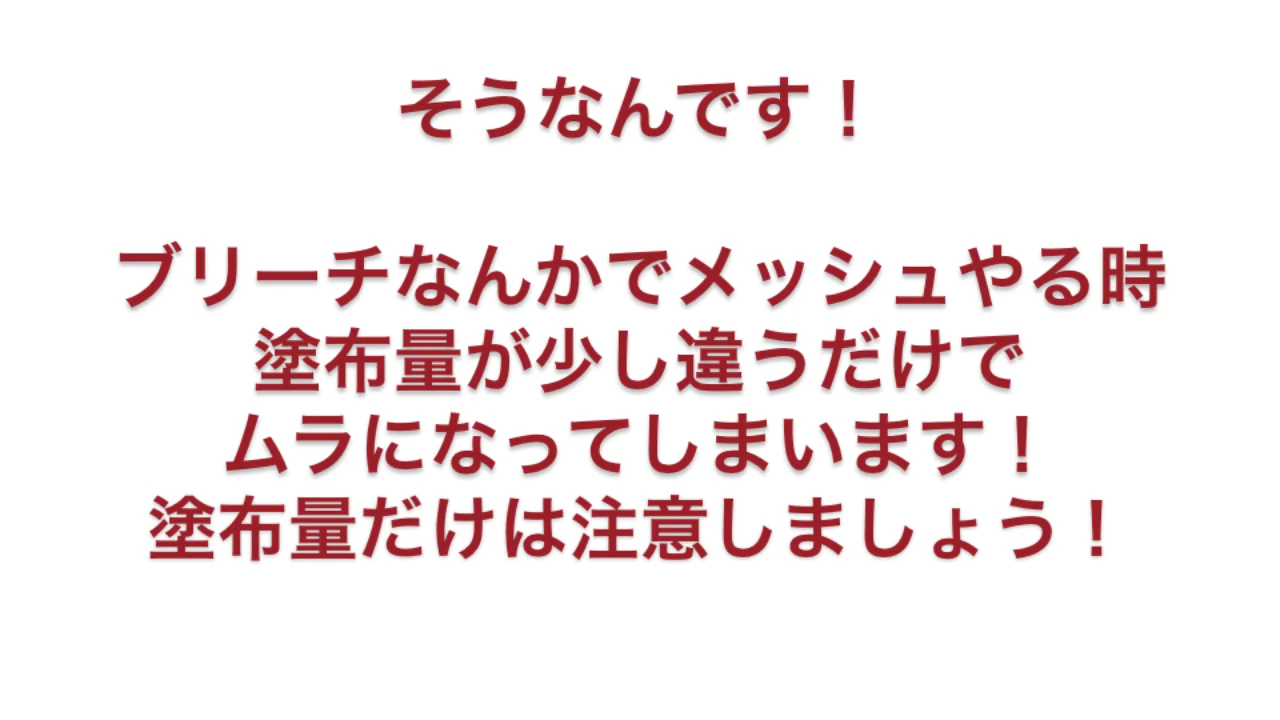 そうなんです！
ブリーチなんかでメッシュやる時
塗布量が少し違うだけで
ムラになってしまいます！
塗布量だけは注意しましょう！